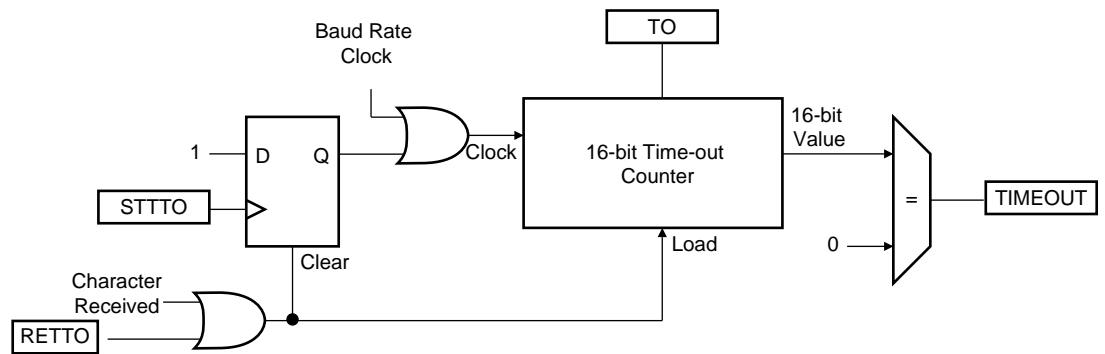 TO
Baud Rate
Clock
1
D
Q
Clock
16-bit Time-out
Counter
16-bit
Value
STTTO
=
TIMEOUT
Clear
Load
0
Character
Received
RETTO